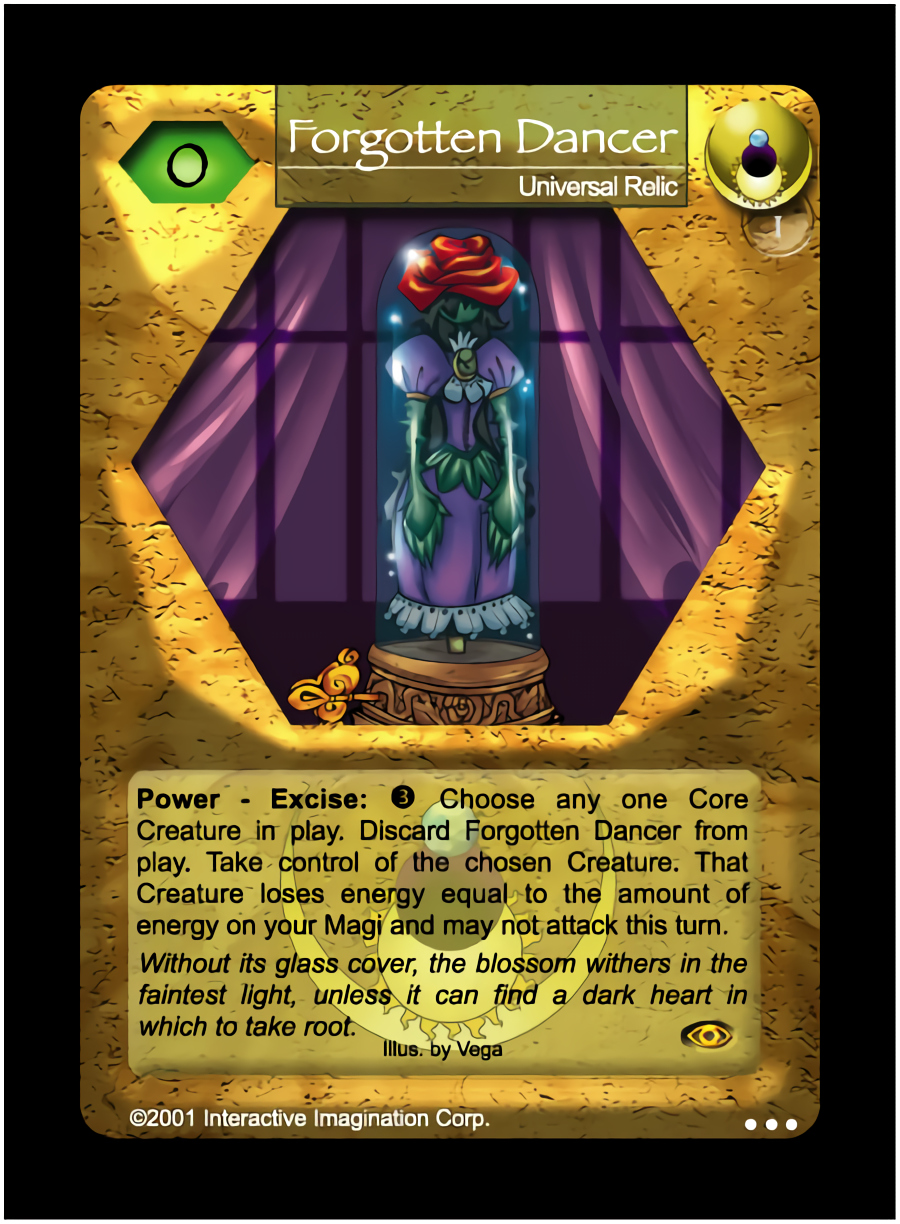 0
Forgotten Dancer
Universal Relic
I
Power - Excise: ❸ Choose any one Core
Creature in play. Discard Forgotten Dancer from
play. Take control of the chosen Creature. That
Creature loses energy equal to the amount of
energy on your Magi and may not attack this turn.
Without its glass cover, the blossom withers in the
faintest light, unless it can find a dark heart in
which to take root.
Illus. by Vega
©2001 Interactive Imagination Corp.